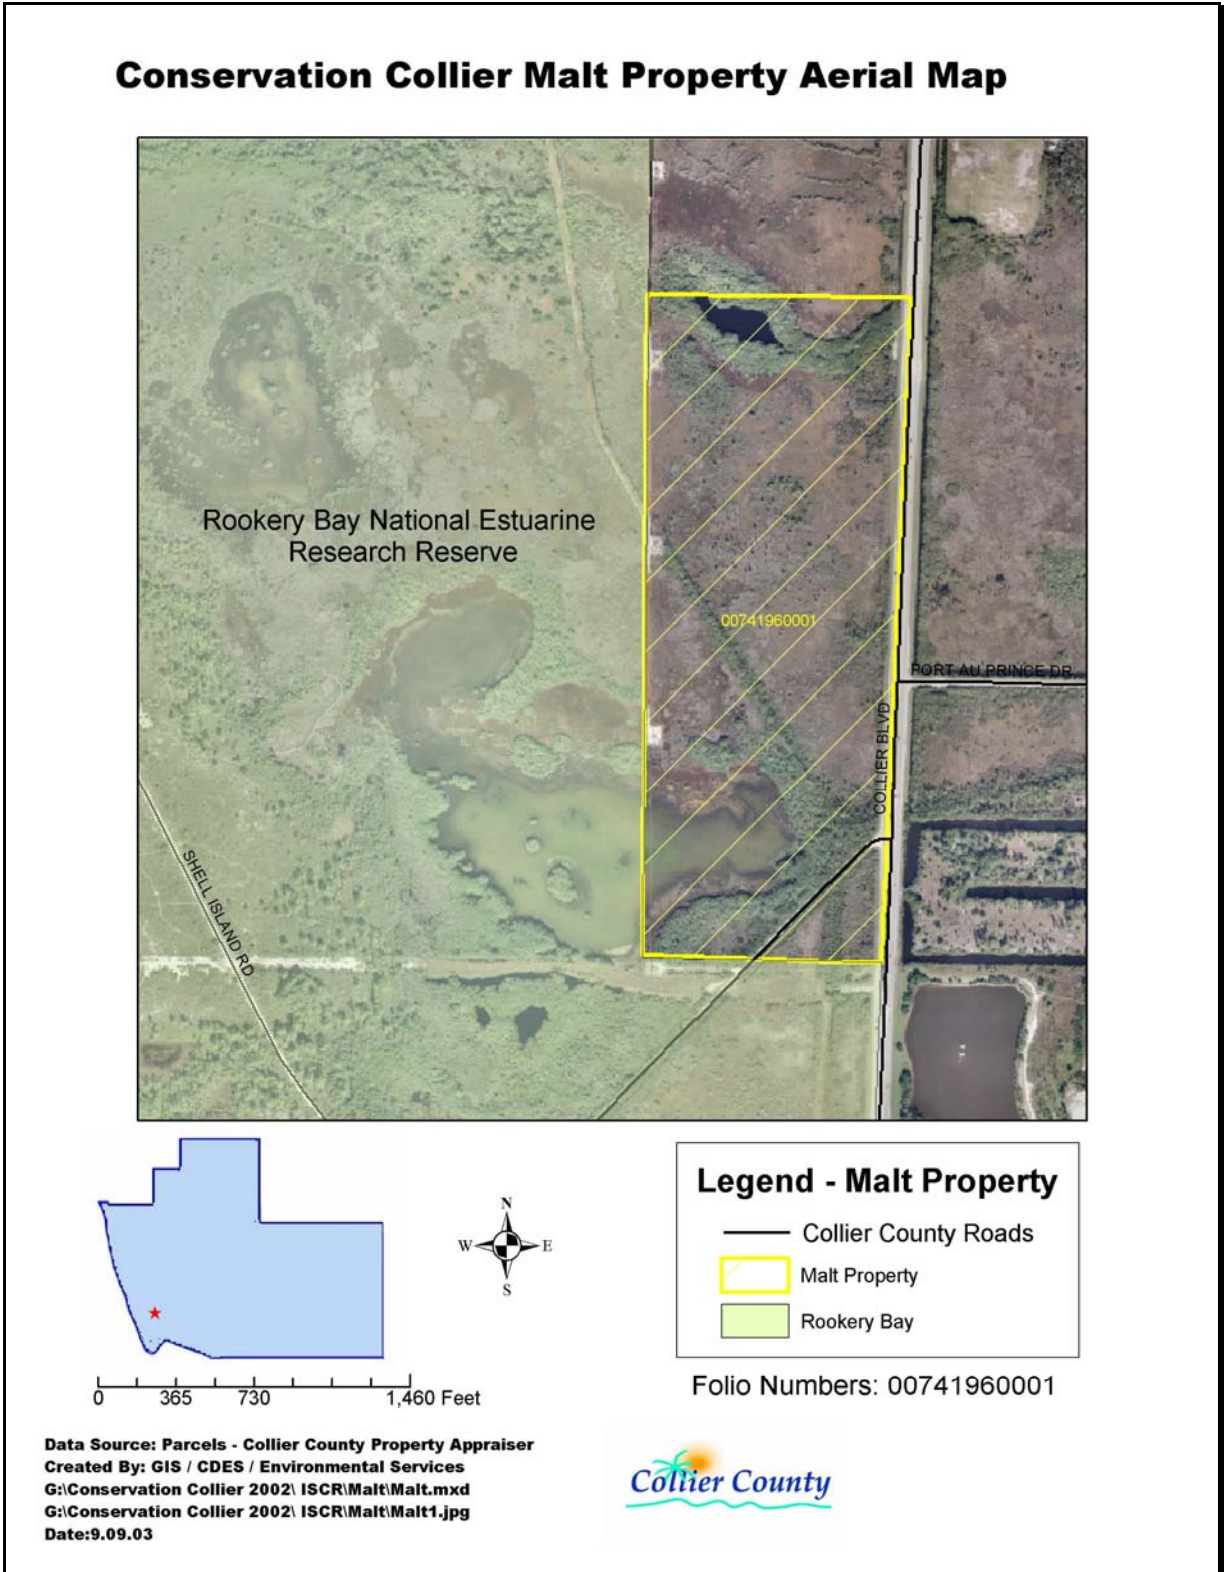 Conservation Collier Malt Property Aerial Map
Rookery Bay National Estuarine
Research Reserve
00741960001
PORT AU PRINCE DR
COLLIER BLVD
SHELL ISLAND RD
N
W
E
S
Legend - Malt Property
Collier County Roads
Malt Property
Rookery Bay
0 365 730 1,460 Feet
Folio Numbers: 00741960001
Data Source: Parcels - Collier County Property Appraiser
Created By: GIS / CDES / Environmental Services
G:\Conservation Collier 2002\ ISCR\Malt\Malt.mxd
G:\Conservation Collier 2002\ ISCR\Malt\Malt1.jpg
Date:9.09.03
Collier County